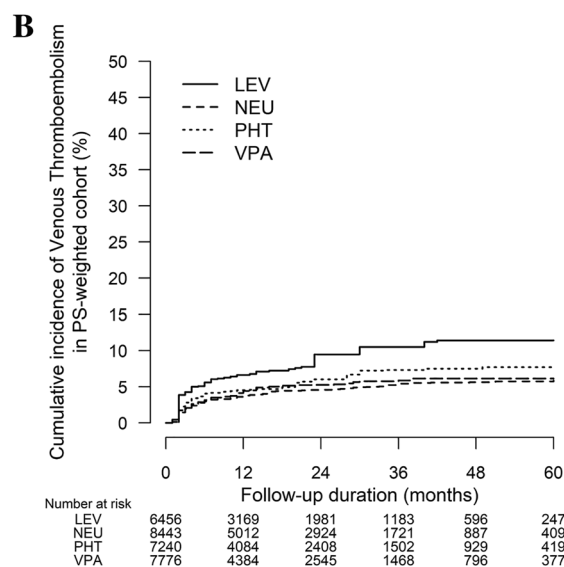 B
Cumulative incidence of Venous Thromboembolism
in PS-weighted cohort (%)
50
45
40
35
30
25
20
15
10
5
0
LEV
NEU
PHT
VPA
0 12 24 36 48 60
Follow-up duration (months)
Number at risk
LEV 6456 3169 1981 1183 596 247
NEU 8443 5012 2924 1721 887 409
PHT 7240 4084 2408 1502 929 419
VPA 7776 4384 2545 1468 796 377